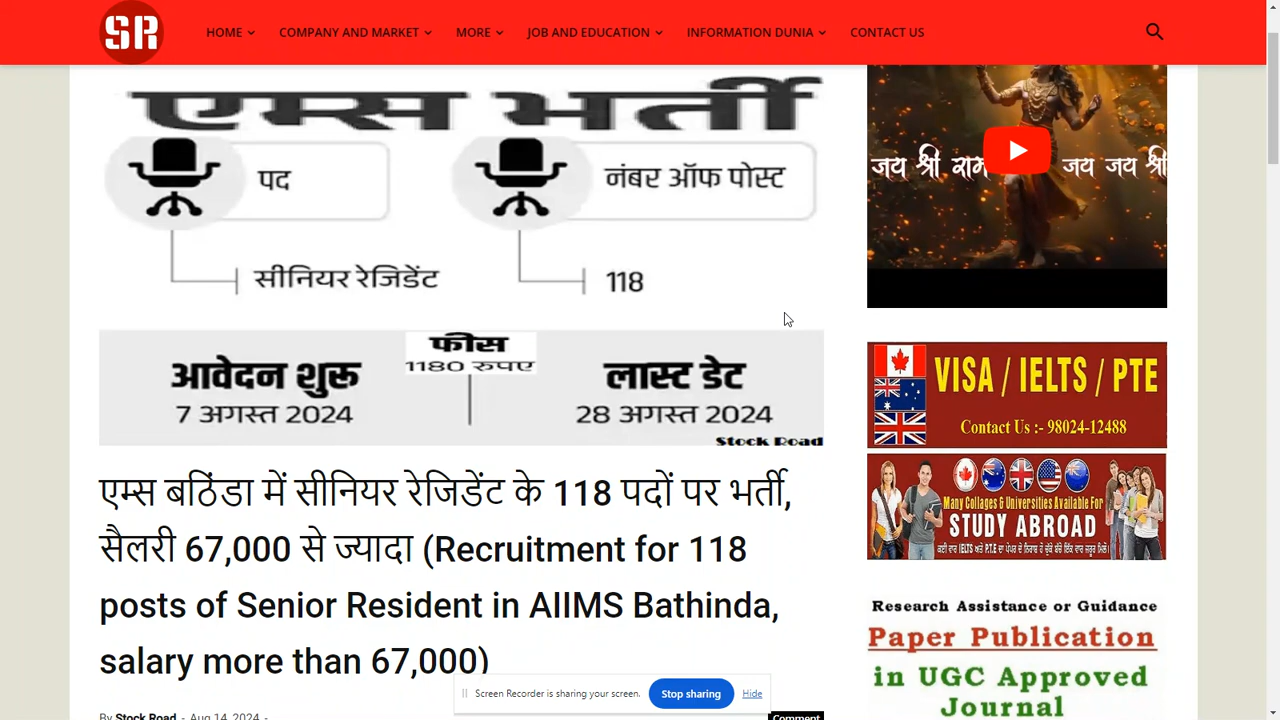 SR
HOME
COMPANY AND MARKET
MORE
JOB AND EDUCATION
INFORMATION DUNIA
CONTACT US
एम्स भर्ती
पद
नंबर ऑफ पोस्ट
सीनियर रेजिडेंट
118
फीस
1180 रुपए
आवेदन शुरू
7 अगस्त 2024
लास्ट डेट
28 अगस्त 2024
Stock Road
एम्स बठिंडा में सीनियर रेजिडेंट के 118 पदों पर भर्ती,
सैलरी 67,000 से ज्यादा (Recruitment for 118
posts of Senior Resident in AIIMS Bathinda,
salary more than 67,000)
By Stock Road - Aug 14, 2024 -
Comment
जय श्री राम जय जय श्री
VISA / IELTS / PTE
Contact Us :- 98024-12488
Many Collages & Universities Available For
STUDY ABROAD
Research Assistance or Guidance
Paper Publication
in UGC Approved
Journal
Screen Recorder is sharing your screen.
Stop sharing
Hide